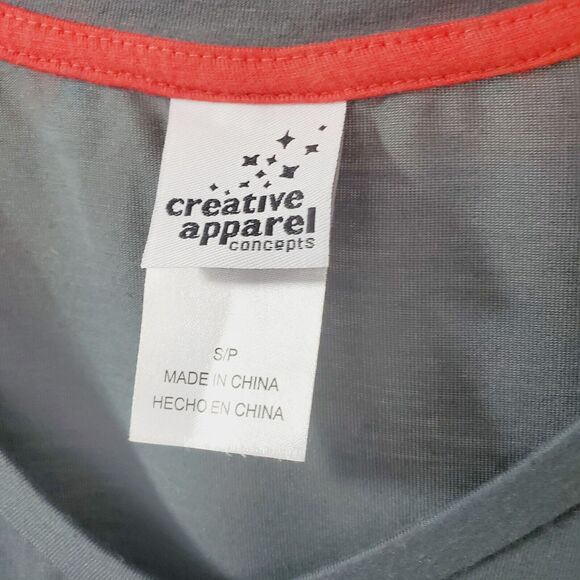 creative
apparel
concepts
S/P
MADE IN CHINA
HECHO EN CHINA